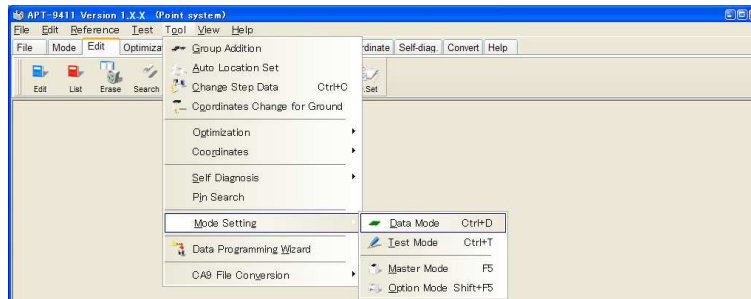 APT-9411 Version 1.X.X (Point system)
File Edit Reference Test Tool View Help
File Mode Edit Optimiza rdinate Self-diag. Convert Help
Edit List Erase Search Set
Group Addition
Auto Location Set
Change Step Data Ctrl+C
Coordinates Change for Ground
Optimization
Coordinates
Self Diagnosis
Pin Search
Mode Setting
Data Programming Wizard
CA9 File Conversion
Data Mode Ctrl+D
Test Mode Ctrl+T
Master Mode F5
Option Mode Shift+F5